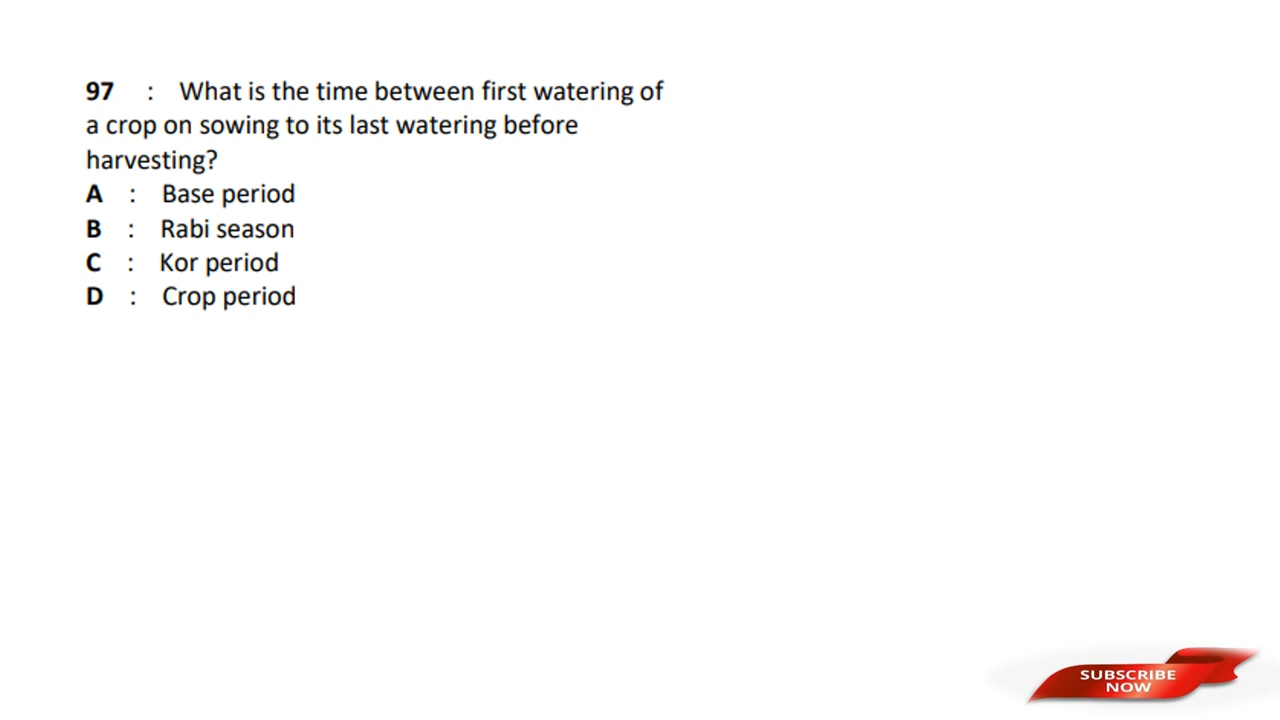 97 : What is the time between first watering of
a crop on sowing to its last watering before
harvesting?
A : Base period
B : Rabi season
C : Kor period
D : Crop period
SUBSCRIBE
NOW